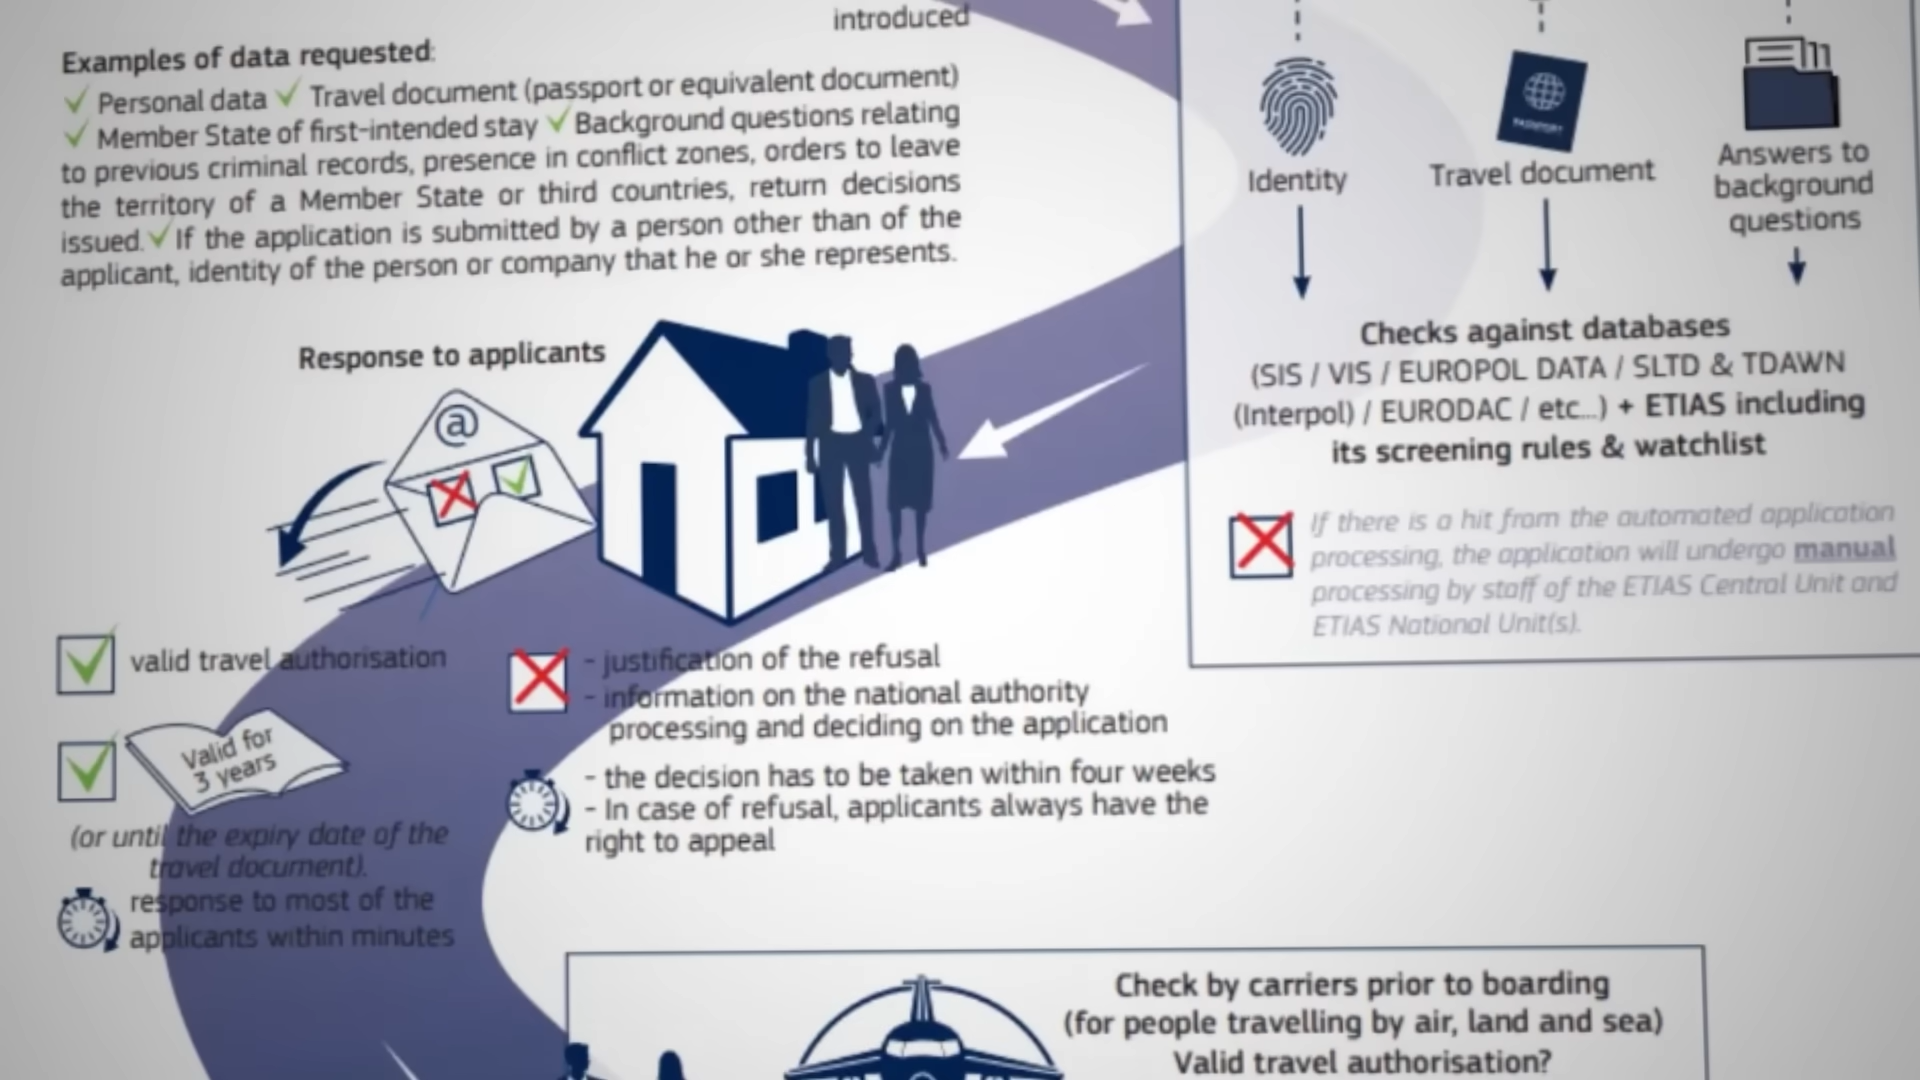 introduced
Examples of data requested:
Personal data Travel document (passport or equivalent document)
Member State of first-intended stay Background questions relating
to previous criminal records, presence in conflict zones, orders to leave
the territory of a Member State or third countries, return decisions
issued. If the application is submitted by a person other than of the
applicant, identity of the person or company that he or she represents.
Response to applicants
@
valid travel authorisation
Valid for
3 years
(or until the expiry date of the
travel document).
response to most of the
applicants within minutes
- justification of the refusal
- information on the national authority
processing and deciding on the application
- the decision has to be taken within four weeks
- In case of refusal, applicants always have the
right to appeal
PASSPORT
Identity
Travel document
Answers to
background
questions
Checks against databases
(SIS / VIS / EUROPOL DATA / SLTD & TDAWN
(Interpol) / EURODAC / etc...) + ETIAS including
its screening rules & watchlist
If there is a hit from the automated application
processing, the application will undergo manual
processing by staff of the ETIAS Central Unit and
ETIAS National Unit(s).
Check by carriers prior to boarding
(for people travelling by air, land and sea)
Valid travel authorisation?